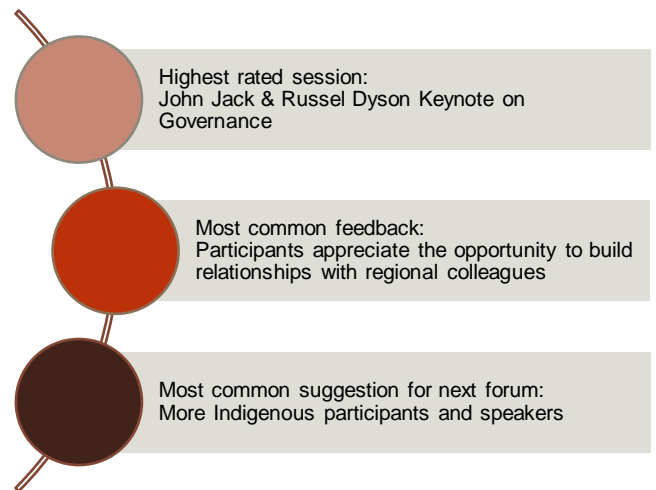 Highest rated session:
John Jack & Russel Dyson Keynote on
Governance
Most common feedback:
Participants appreciate the opportunity to build
relationships with regional colleagues
Most common suggestion for next forum:
More Indigenous participants and speakers